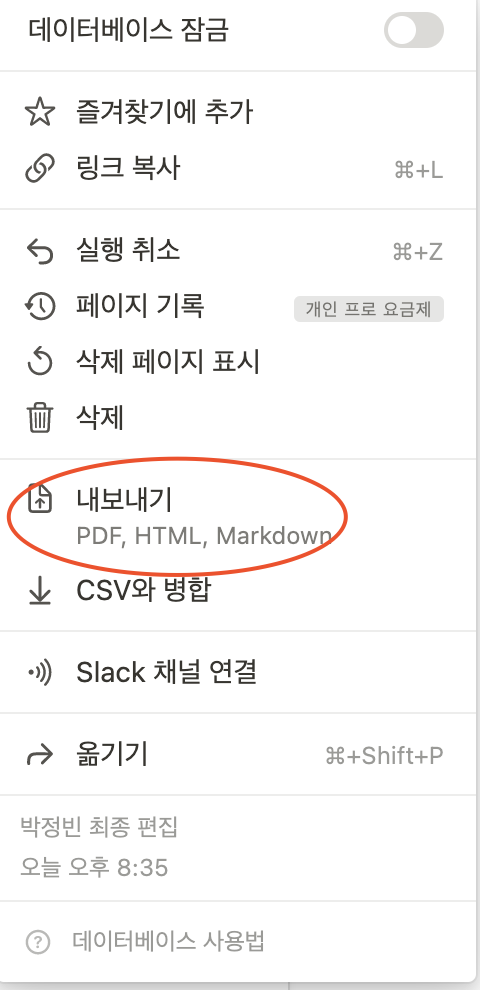 데이터베이스 잠금
즐겨찾기에 추가
링크 복사 ⌘+L
실행 취소 ⌘+Z
페이지 기록 개인 프로 요금제
삭제 페이지 표시
삭제
내보내기
PDF, HTML, Markdown
CSV와 병합
Slack 채널 연결
옮기기 ⌘+Shift+P
박정빈 최종 편집
오늘 오후 8:35
? 데이터베이스 사용법